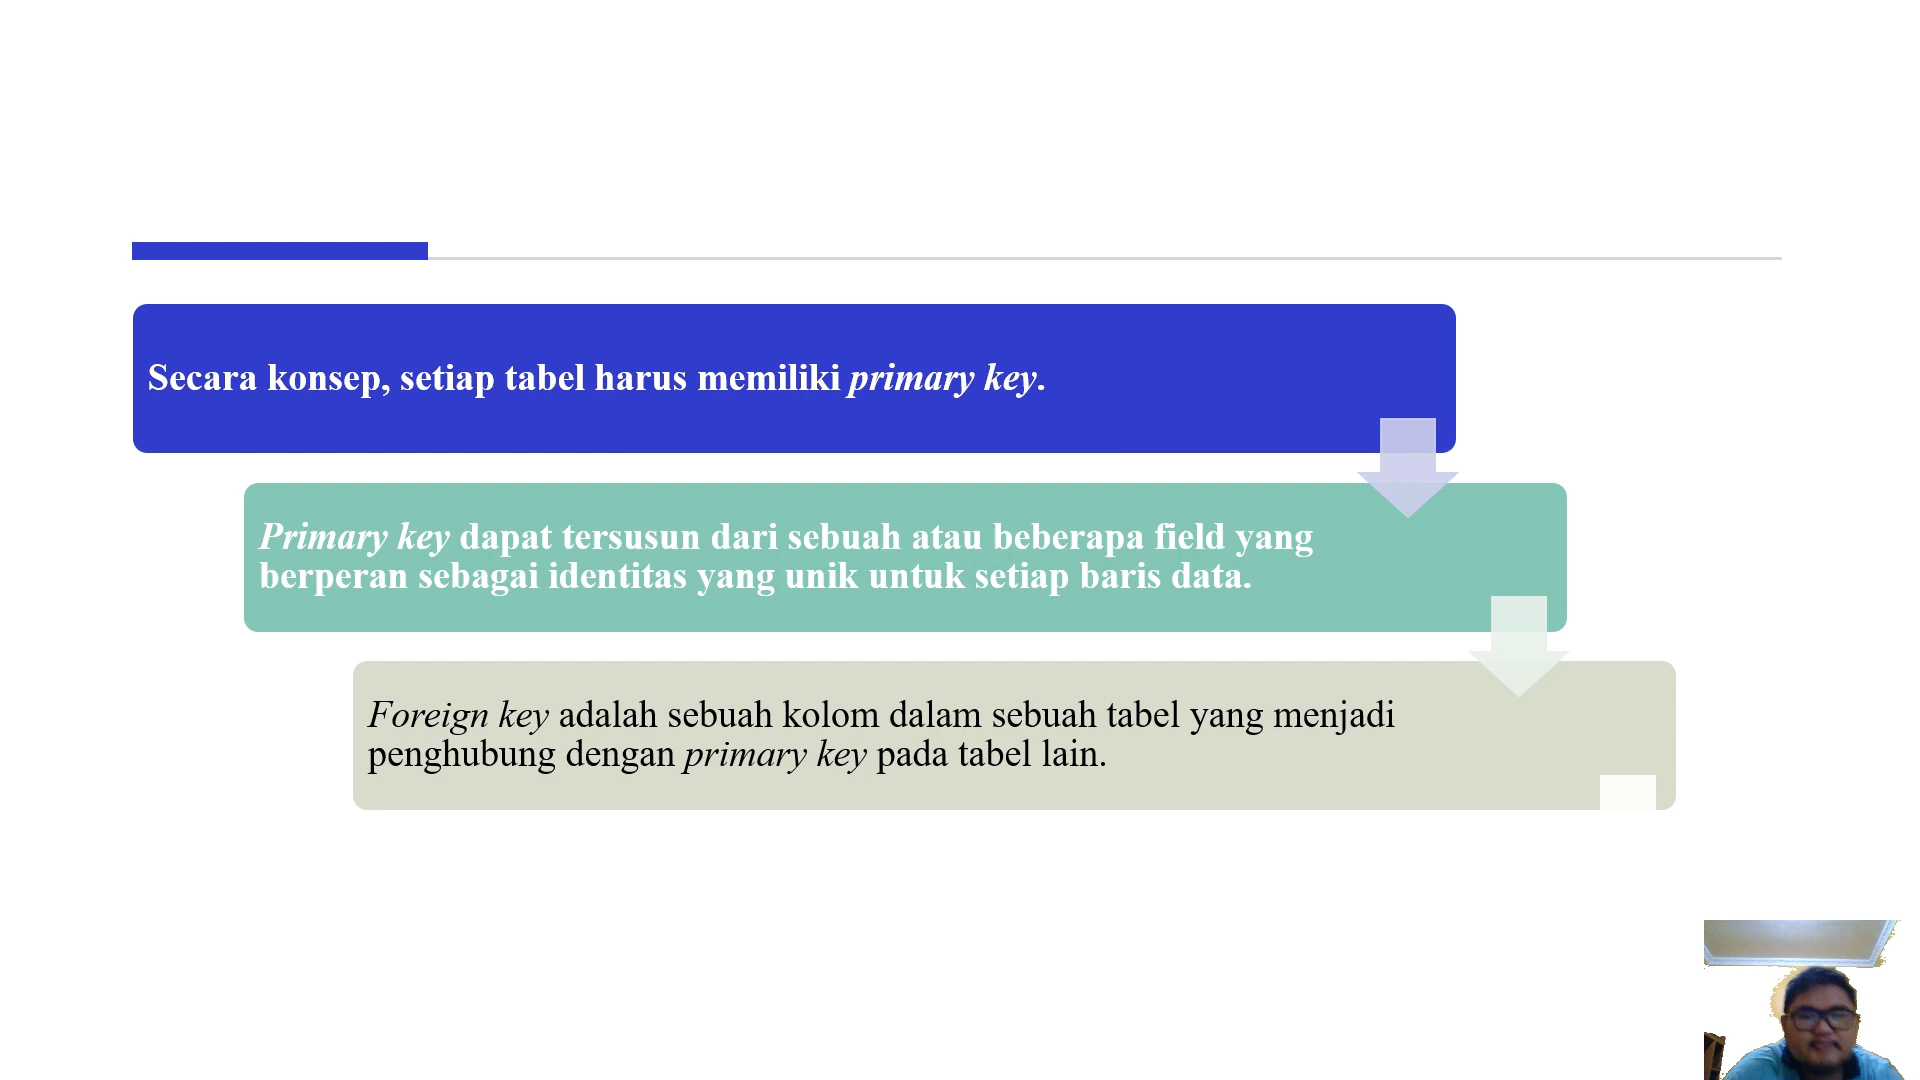 Secara konsep, setiap tabel harus memiliki primary key.
Primary key dapat tersusun dari sebuah atau beberapa field yang
berperan sebagai identitas yang unik untuk setiap baris data.
Foreign key adalah sebuah kolom dalam sebuah tabel yang menjadi
penghubung dengan primary key pada tabel lain.